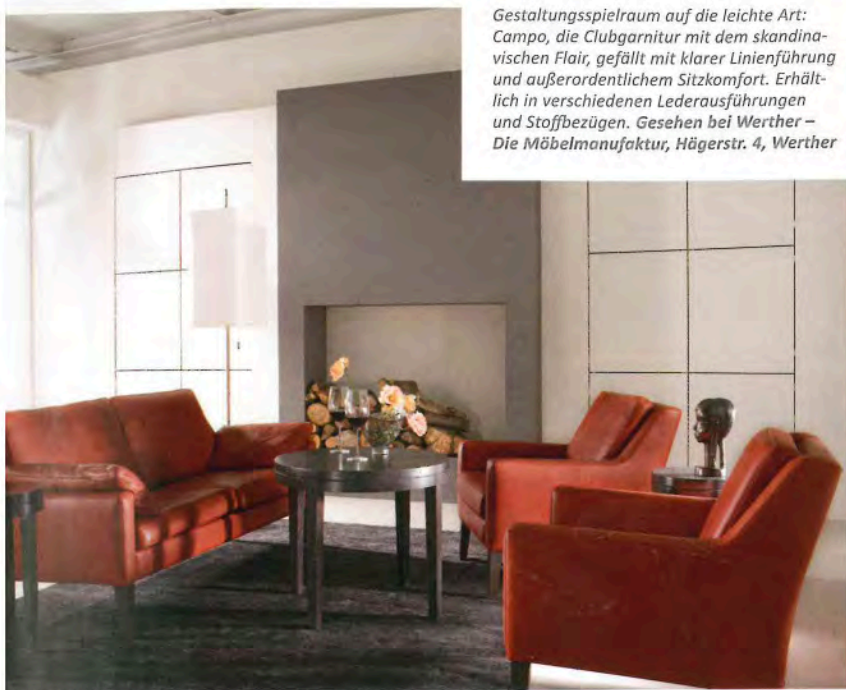 Gestaltungsspielraum auf die leichte Art:
Campo, die Clubgarnitur mit dem skandina-
vischen Flair, gefällt mit klarer Linienführung
und außerordentlichem Sitzkomfort. Erhält-
lich in verschiedenen Lederausführungen
und Stoffbezügen. Gesehen bei Werther –
Die Möbelmanufaktur, Hägerstr. 4, Werther